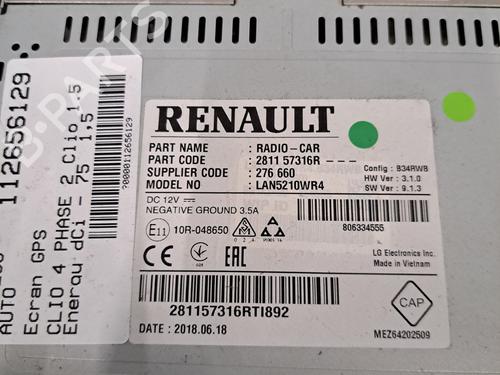 RENAULT
PART NAME : RADIO-CAR
PART CODE : 2811 57316R---
SUPPLIER CODE : 276 660
MODEL NO : LAN5210WR4
Config : B34RWB
HW Ver : 3.1.0
SW Ver : 9.1.3
DC 12V
NEGATIVE GROUND 3.5A
806334555
E11 10R-048650
LG Electronics Inc.
Made in Vietnam
CE EAC
CAP
281157316RTI892
DATE : 2018.06.18
MEZ64202509
112656129
Ecran GPS
CLIO 4 PHASE 2 Clio 1.5
Energy dCi - 75 1,5
?00000112656129
B-PARTS